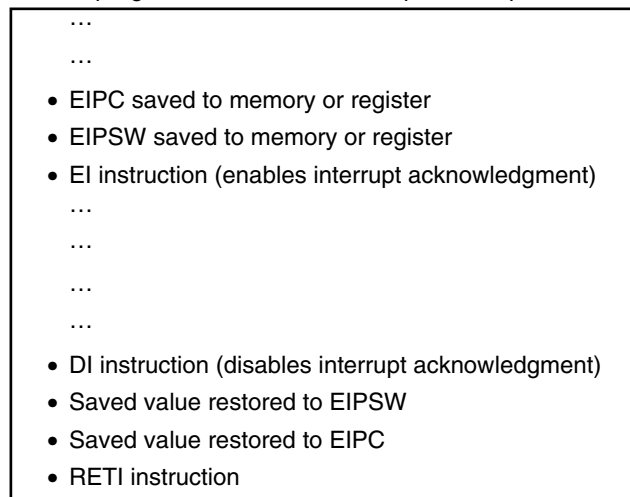 …
…
• EIPC saved to memory or register
• EIPSW saved to memory or register
• EI instruction (enables interrupt acknowledgment)
…
…
…
…
• DI instruction (disables interrupt acknowledgment)
• Saved value restored to EIPSW
• Saved value restored to EIPC
• RETI instruction